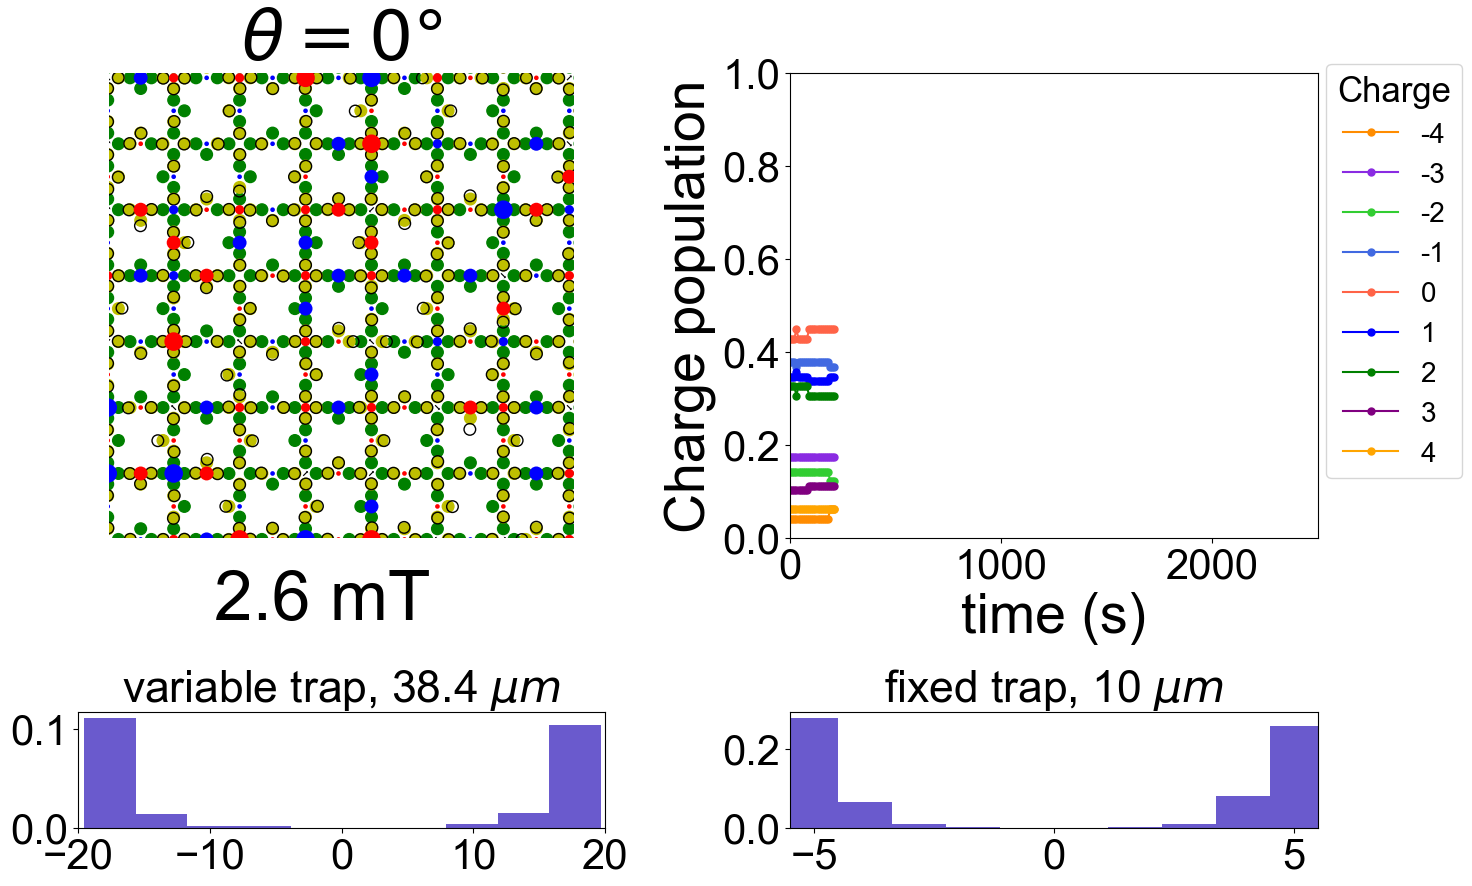 θ = 0°
2.6 mT
Charge population
1.0
0.8
0.6
0.4
0.2
0.0
0 1000 2000
time (s)
Charge
-4
-3
-2
-1
0
1
2
3
4
variable trap, 38.4 μm
0.1
0.0
−20 −10 0 10 20
fixed trap, 10 μm
0.2
0.0
−5 0 5